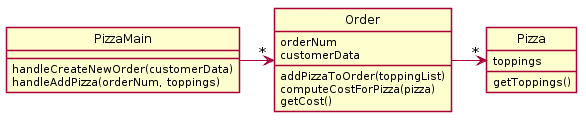 PizzaMain
handleCreateNewOrder(customerData)
handleAddPizza(orderNum, toppings)
*
Order
orderNum
customerData
addPizzaToOrder(toppingList)
computeCostForPizza(pizza)
getCost()
*
Pizza
toppings
getToppings()